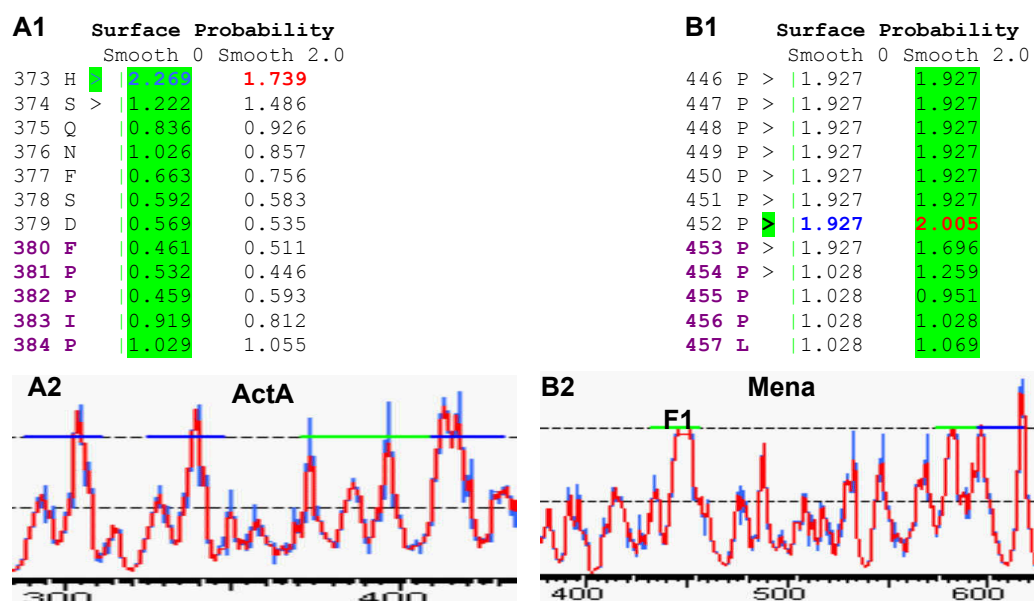 A1 Surface Probability
Smooth 0 Smooth 2.0
373 H > |2.269 1.739
374 S > |1.222 1.486
375 Q |0.836 0.926
376 N |1.026 0.857
377 F |0.663 0.756
378 S |0.592 0.583
379 D |0.569 0.535
380 F |0.461 0.511
381 P |0.532 0.446
382 P |0.459 0.593
383 I |0.919 0.812
384 P |1.029 1.055
B1 Surface Probability
Smooth 0 Smooth 2.0
446 P > |1.927 1.927
447 P > |1.927 1.927
448 P > |1.927 1.927
449 P > |1.927 1.927
450 P > |1.927 1.927
451 P > |1.927 1.927
452 P > |1.927 2.005
453 P > |1.927 1.696
454 P > |1.028 1.259
455 P |1.028 0.951
456 P |1.028 1.028
457 L |1.028 1.069
A2 ActA
300 400
B2 Mena
F1
400 500 600